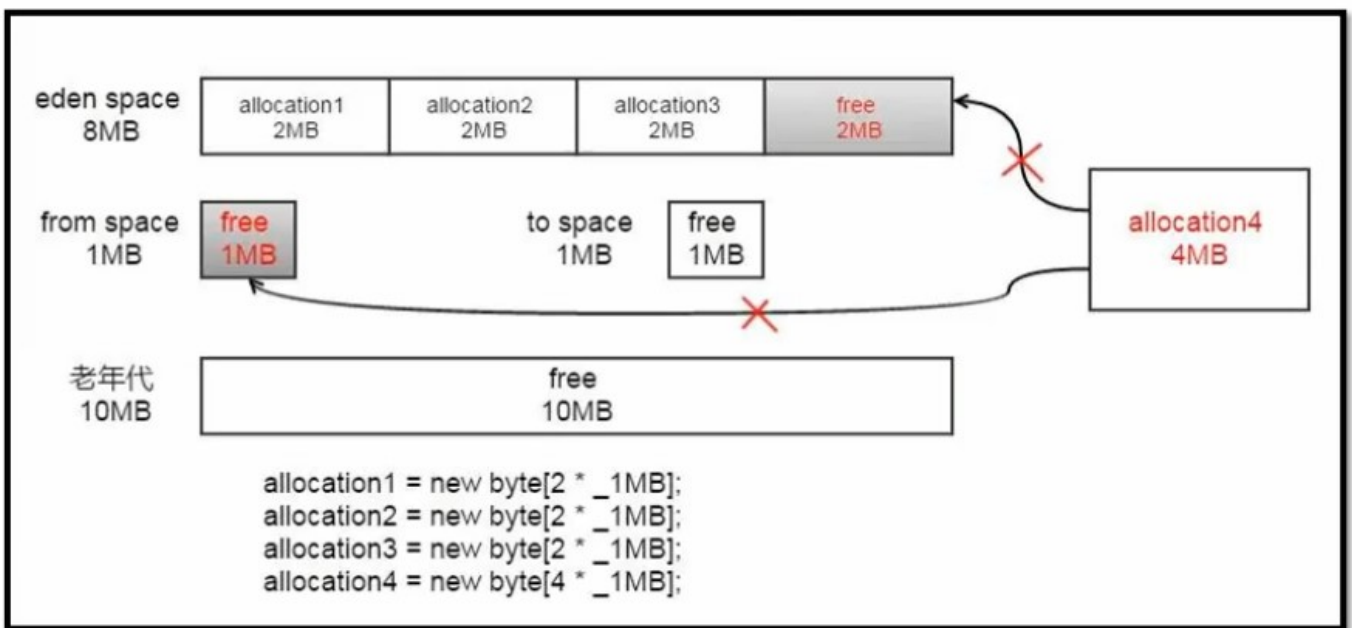 eden space
8MB
allocation1
2MB
allocation2
2MB
allocation3
2MB
free
2MB
from space
1MB
free
1MB
to space
1MB
free
1MB
allocation4
4MB
老年代
10MB
free
10MB
allocation1 = new byte[2 * _1MB];
allocation2 = new byte[2 * _1MB];
allocation3 = new byte[2 * _1MB];
allocation4 = new byte[4 * _1MB];